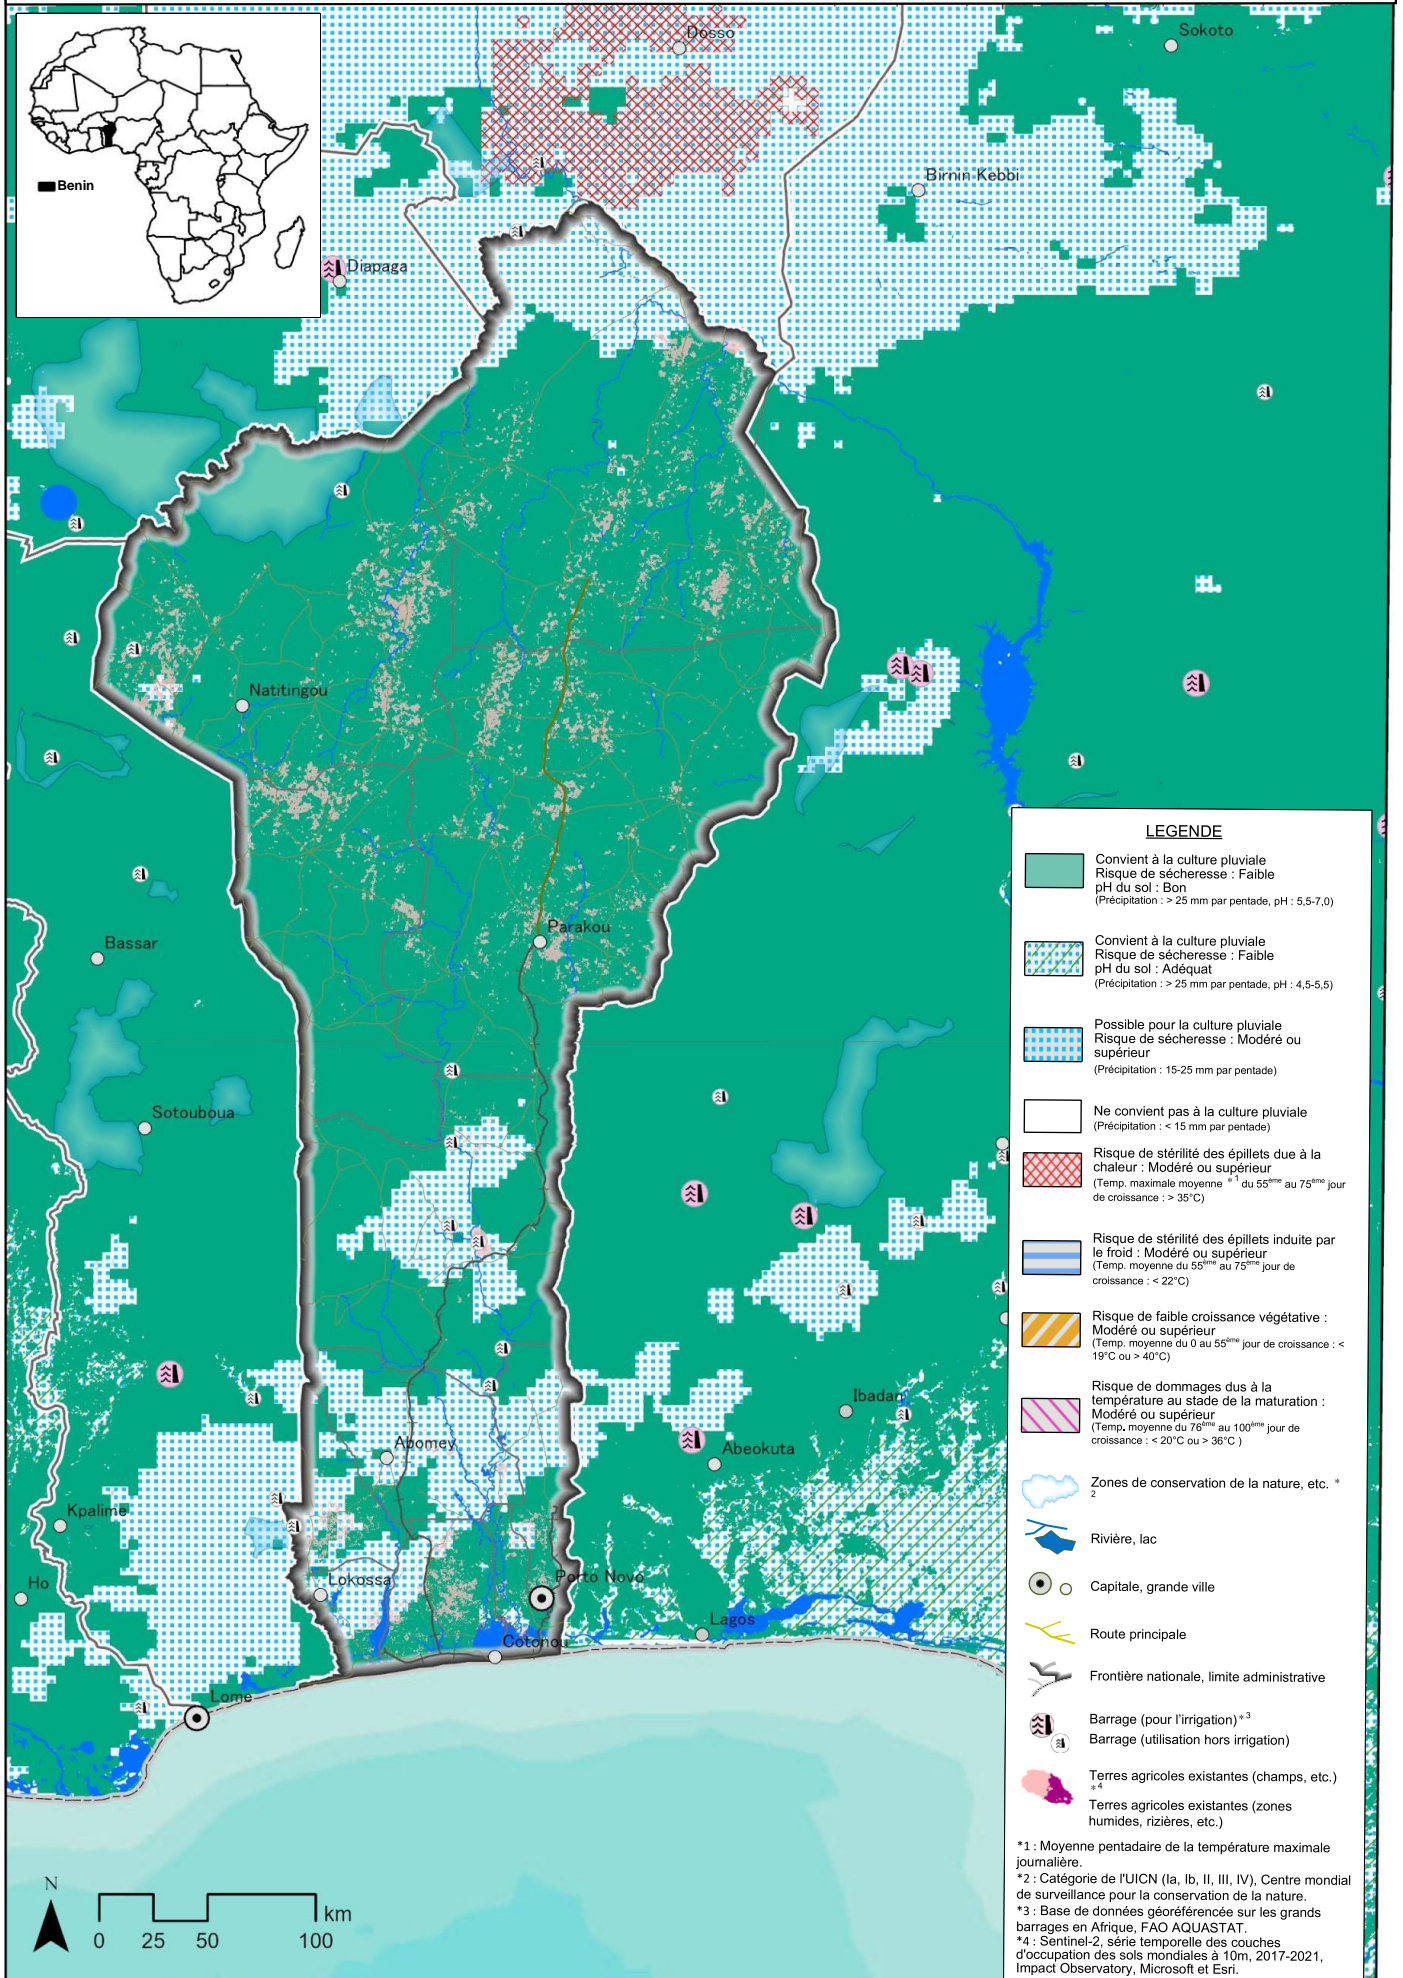 Benin
Dosso
Sokoto
Birnin Kebbi
Diapaga
Natitingou
Parakou
Bassar
Sotouboua
Ibadan
Abeokuta
Abomey
Kpalime
Ho
Lokossa
Porto Novo
Lagos
Cotonou
Lome
N
0 25 50 100
km
LEGENDE
Convient à la culture pluviale
Risque de sécheresse : Faible
pH du sol : Bon
(Précipitation : > 25 mm par pentade, pH : 5,5-7,0)
Convient à la culture pluviale
Risque de sécheresse : Faible
pH du sol : Adéquat
(Précipitation : > 25 mm par pentade, pH : 4,5-5,5)
Possible pour la culture pluviale
Risque de sécheresse : Modéré ou
supérieur
(Précipitation : 15-25 mm par pentade)
Ne convient pas à la culture pluviale
(Précipitation : < 15 mm par pentade)
Risque de stérilité des épillets due à la
chaleur : Modéré ou supérieur
(Temp. maximale moyenne *1 du 55ème au 75ème jour
de croissance : > 35°C)
Risque de stérilité des épillets induite par
le froid : Modéré ou supérieur
(Temp. moyenne du 55ème au 75ème jour de
croissance : < 22°C)
Risque de faible croissance végétative :
Modéré ou supérieur
(Temp. moyenne du 0 au 55ème jour de croissance : <
19°C ou > 40°C)
Risque de dommages dus à la
température au stade de la maturation :
Modéré ou supérieur
(Temp. moyenne du 76ème au 100ème jour de
croissance : < 20°C ou > 36°C )
Zones de conservation de la nature, etc. *
2
Rivière, lac
Capitale, grande ville
Route principale
Frontière nationale, limite administrative
Barrage (pour l'irrigation)*3
Barrage (utilisation hors irrigation)
Terres agricoles existantes (champs, etc.)
*4
Terres agricoles existantes (zones
humides, rizières, etc.)
*1 : Moyenne pentadaire de la température maximale
journalière.
*2 : Catégorie de l'UICN (Ia, Ib, II, III, IV), Centre mondial
de surveillance pour la conservation de la nature.
*3 : Base de données géoréférencée sur les grands
barrages en Afrique, FAO AQUASTAT.
*4 : Sentinel-2, série temporelle des couches
d'occupation des sols mondiales à 10m, 2017-2021,
Impact Observatory, Microsoft et Esri.